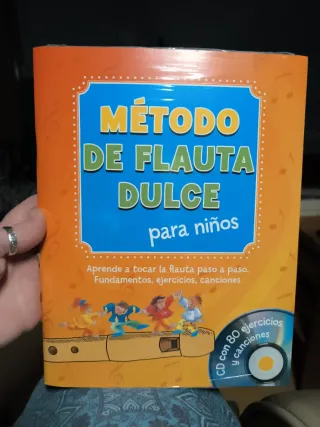 MÉTODO
DE FLAUTA
DULCE
para niños
Aprende a tocar la flauta paso a paso.
Fundamentos, ejercicios, canciones
CD con 80 ejercicios
y canciones